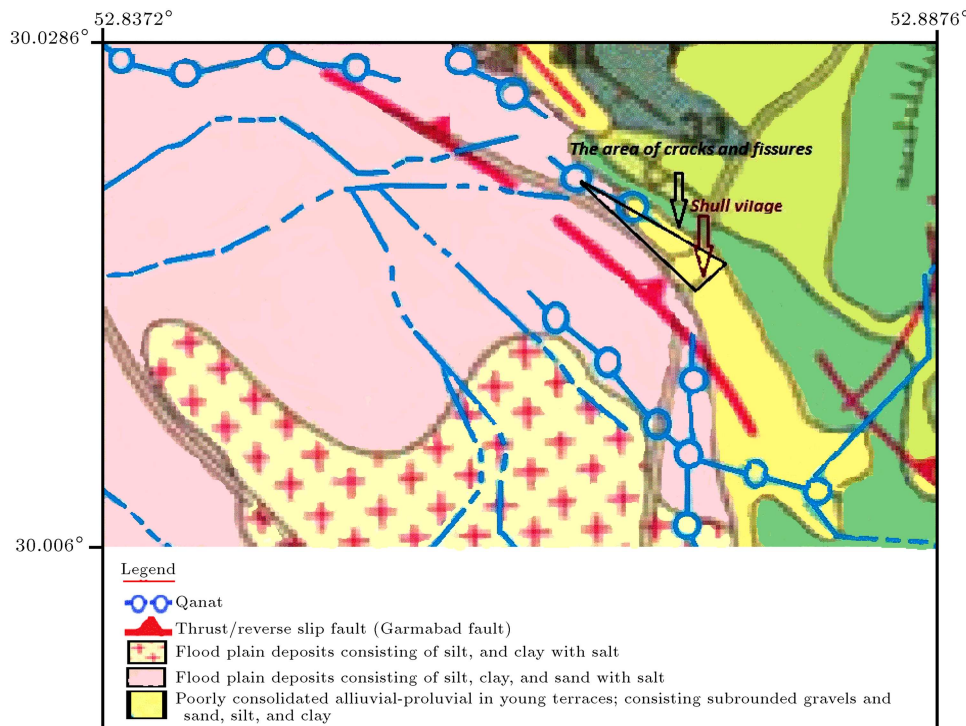 52.8372°
52.8876°
30.0286°
33
The area of cracks and fissures
Shull vilage
30.006°
Legend
Qanat
Thrust/reverse slip fault (Garmabad fault)
Flood plain deposits consisting of silt, and clay with salt
Flood plain deposits consisting of silt, clay, and sand with salt
Poorly consolidated alliuvial-proluvial in young terraces; consisting subrounded gravels and
sand, silt, and clay